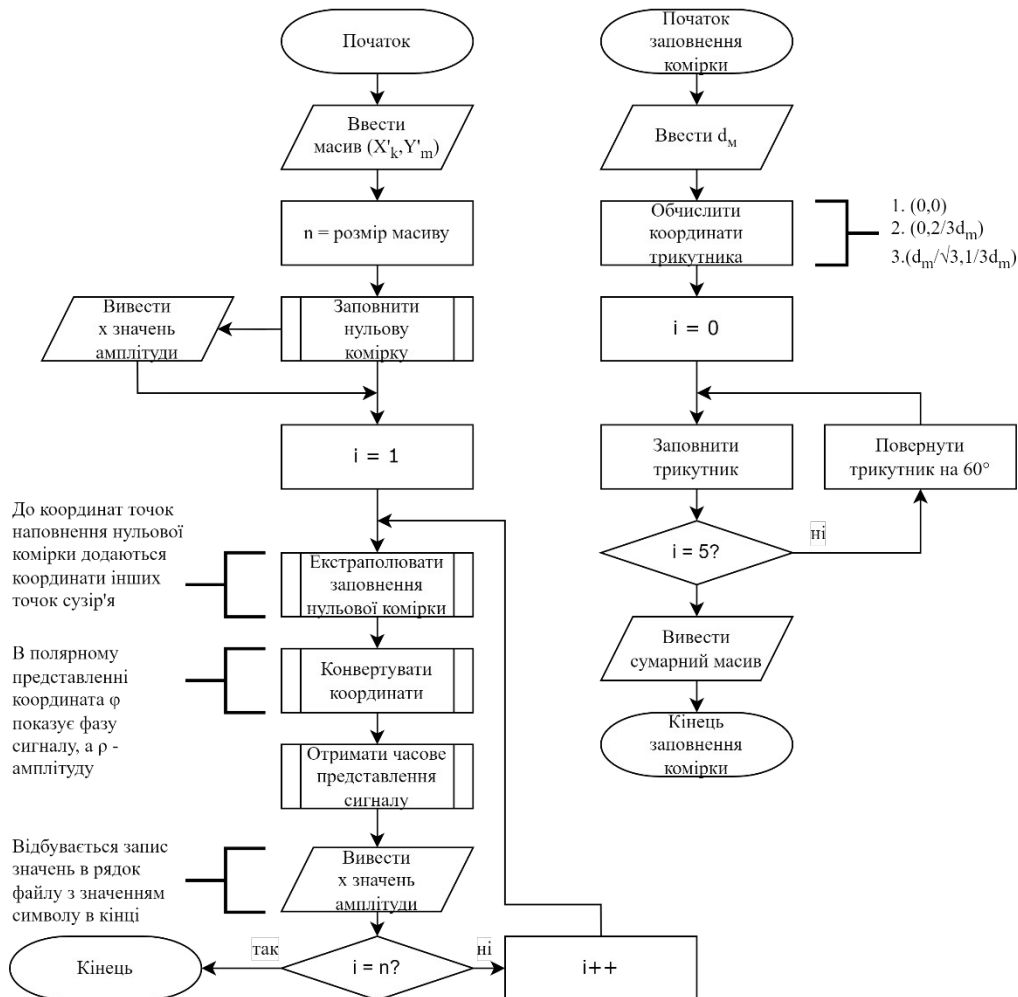 Початок
Ввести
масив (X'k,Y'm)
n = розмір масиву
Заповнити
нульову
комірку
Вивести
x значень
амплітуди
i = 1
До координат точок
наповнення нульової
комірки додаються
координати інших
точок сузір'я
Екстраполювати
заповнення
нульової комірки
В полярному
представленні
координата φ
показує фазу
сигналу, а ρ -
амплітуду
Конвертувати
координати
Отримати часове
представлення
сигналу
Відбувається запис
значень в рядок
файлу з значенням
символу в кінці
Вивести
x значень
амплітуди
i = n?
так
Кінець
ні
i++
Початок
заповнення
комірки
Ввести dм
Обчислити
координати
трикутника
1. (0,0)
2. (0,2/3dm)
3.(dm/√3,1/3dm)
i = 0
Заповнити
трикутник
Повернути
трикутник на 60°
i = 5?
ні
Вивести
сумарний масив
Кінець
заповнення
комірки